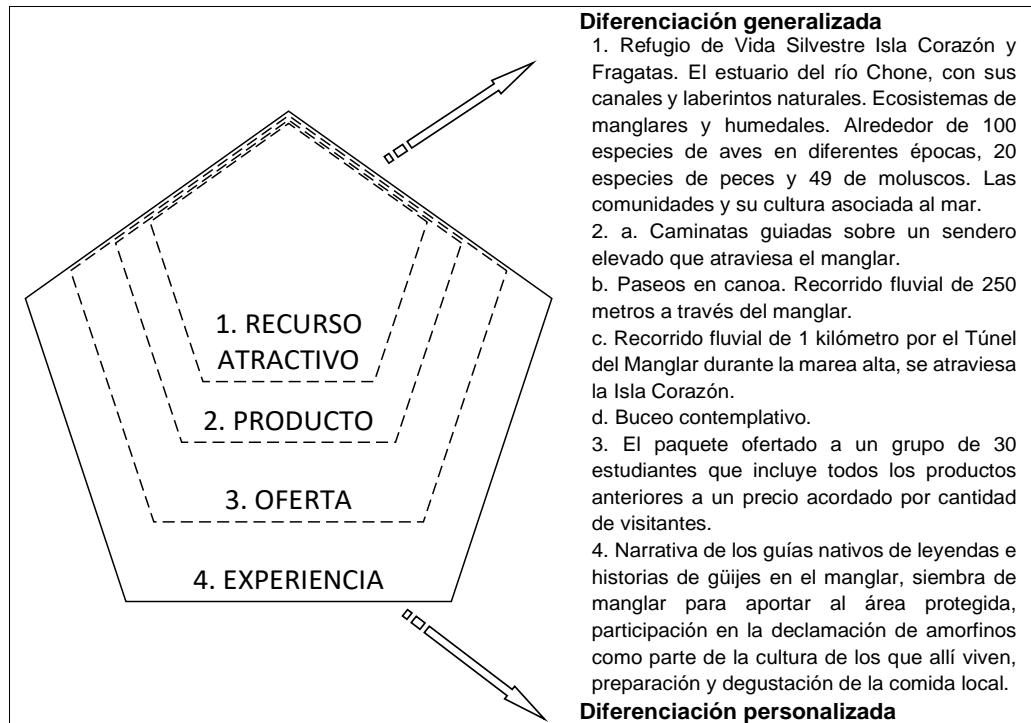 1. RECURSO
ATRACTIVO
2. PRODUCTO
3. OFERTA
4. EXPERIENCIA
Diferenciación generalizada
1. Refugio de Vida Silvestre Isla Corazón y
Fragatas. El estuario del río Chone, con sus
canales y laberintos naturales. Ecosistemas de
manglares y humedales. Alrededor de 100
especies de aves en diferentes épocas, 20
especies de peces y 49 de moluscos. Las
comunidades y su cultura asociada al mar.
2. a. Caminatas guiadas sobre un sendero
elevado que atraviesa el manglar.
b. Paseos en canoa. Recorrido fluvial de 250
metros a través del manglar.
c. Recorrido fluvial de 1 kilómetro por el Túnel
del Manglar durante la marea alta, se atraviesa
la Isla Corazón.
d. Buceo contemplativo.
3. El paquete ofertado a un grupo de 30
estudiantes que incluye todos los productos
anteriores a un precio acordado por cantidad
de visitantes.
4. Narrativa de los guías nativos de leyendas e
historias de güijes en el manglar, siembra de
manglar para aportar al área protegida,
participación en la declamación de amorfinos
como parte de la cultura de los que allí viven,
preparación y degustación de la comida local.
Diferenciación personalizada